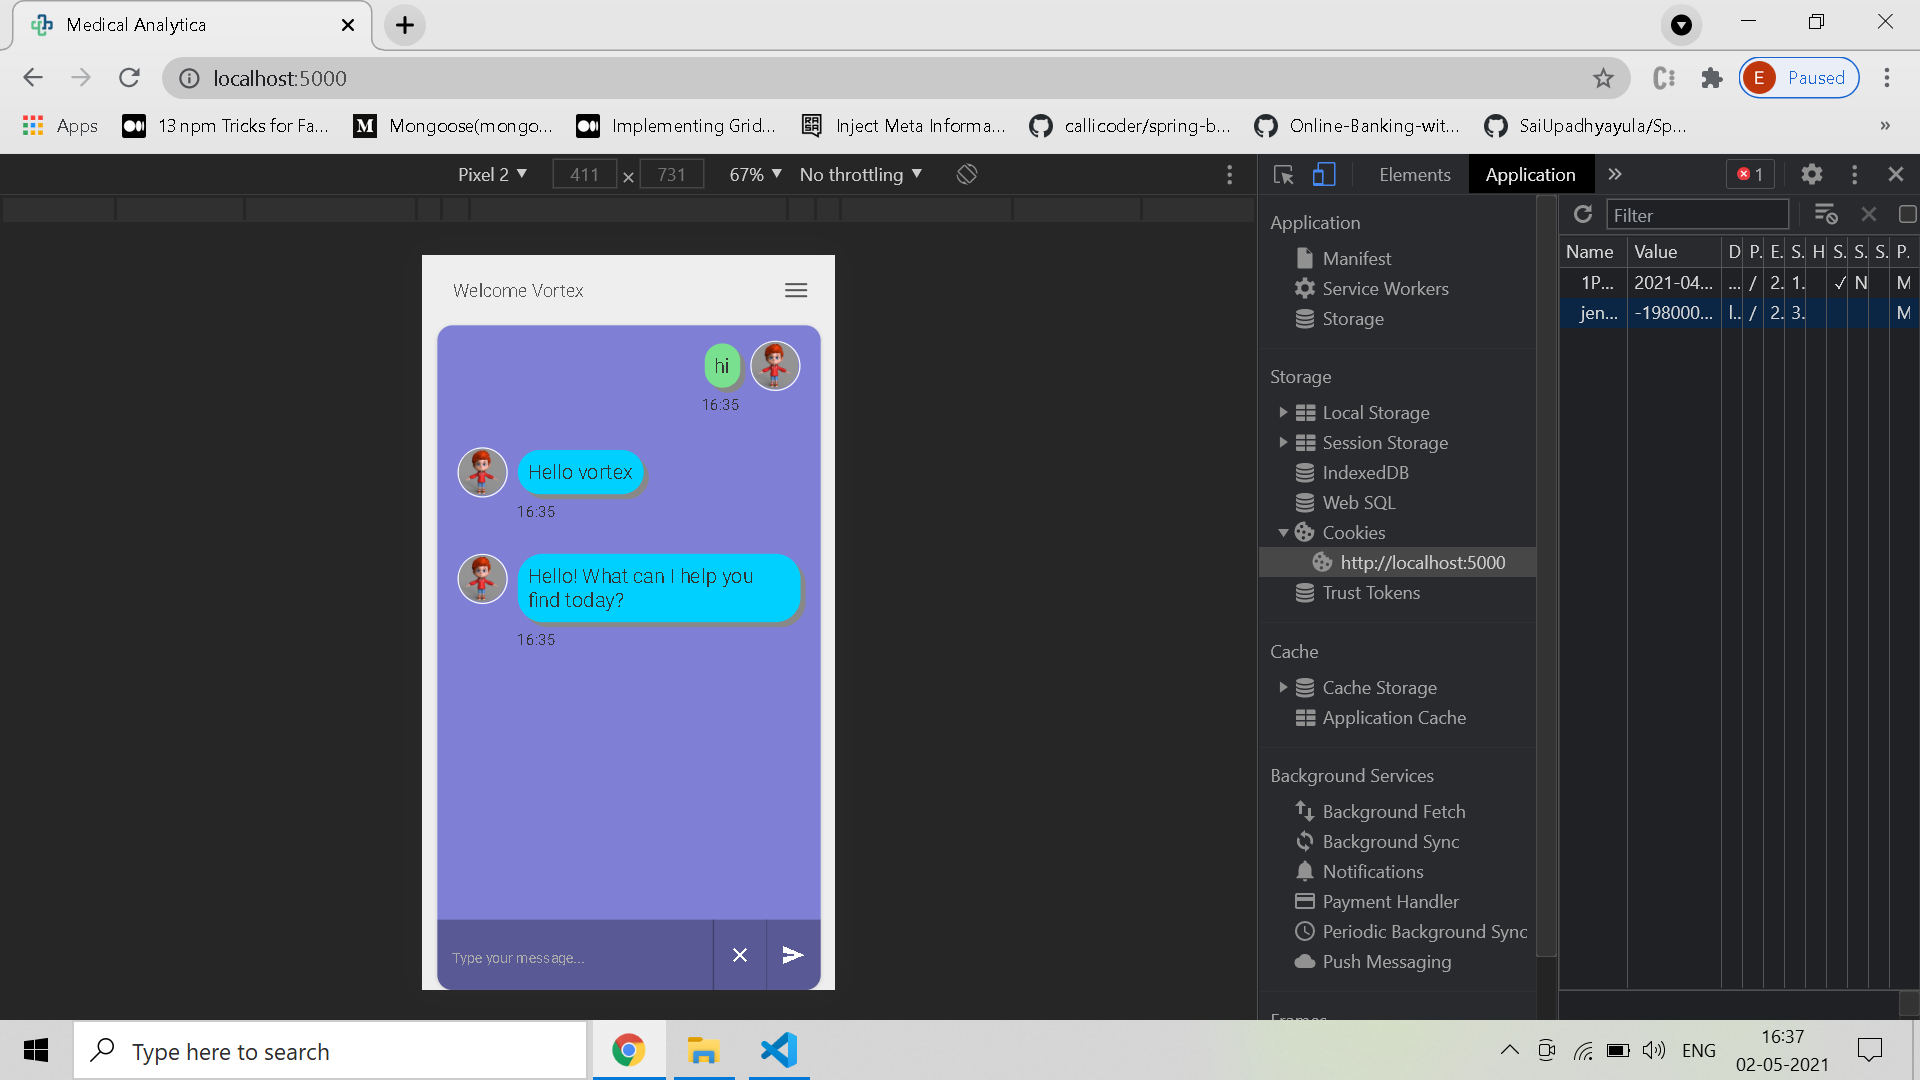 Medical Analytica
localhost:5000
E Paused
Apps
13 npm Tricks for Fa...
Mongoose(mongo...
Implementing Grid...
Inject Meta Informa...
callicoder/spring-b...
Online-Banking-wit...
SaiUpadhyayula/Sp...
»
Pixel 2
411 × 731
67%
No throttling
Elements
Application
»
1
Welcome Vortex
hi
16:35
Hello vortex
16:35
Hello! What can I help you
find today?
16:35
Type your message...
Application
Manifest
Service Workers
Storage
Storage
Local Storage
Session Storage
IndexedDB
Web SQL
Cookies
http://localhost:5000
Trust Tokens
Cache
Cache Storage
Application Cache
Background Services
Background Fetch
Background Sync
Notifications
Payment Handler
Periodic Background Sync
Push Messaging
Frames
Filter
Name Value D P. E. S. H S. S. S. P.
1P... 2021-04... ... / 2. 1. ✓ N M
jen... -198000... l.. / 2. 3. M
Type here to search
ENG
16:37
02-05-2021